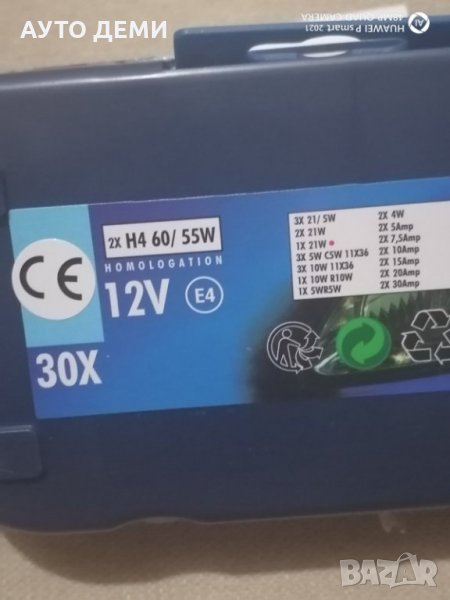 АУТО ДЕМИ
HUAWEI P smart 2021
48MP QUAD CAMERA
CE
2X H4 60/ 55W
HOMOLOGATION
12V E4
30X
3X 21/ 5W
2X 21W
1X 21W
3X 5W C5W 11X36
3X 10W 11X36
1X 10W R10W
1X 5WR5W
2X 4W
2X 5Amp
2X 7,5Amp
2X 10Amp
2X 15Amp
2X 20Amp
2X 30Amp
BAZAR